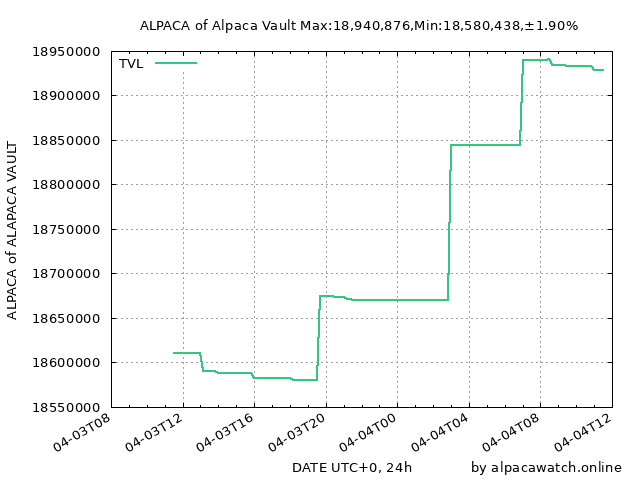 ALPACA of Alpaca Vault Max:18,940,876,Min:18,580,438,±1.90%
TVL
ALPACA of ALAPACA VAULT
18950000
18900000
18850000
18800000
18750000
18700000
18650000
18600000
18550000
04-03T08
04-03T12
04-03T16
04-03T20
04-04T00
04-04T04
04-04T08
04-04T12
DATE UTC+0, 24h
by alpacawatch.online